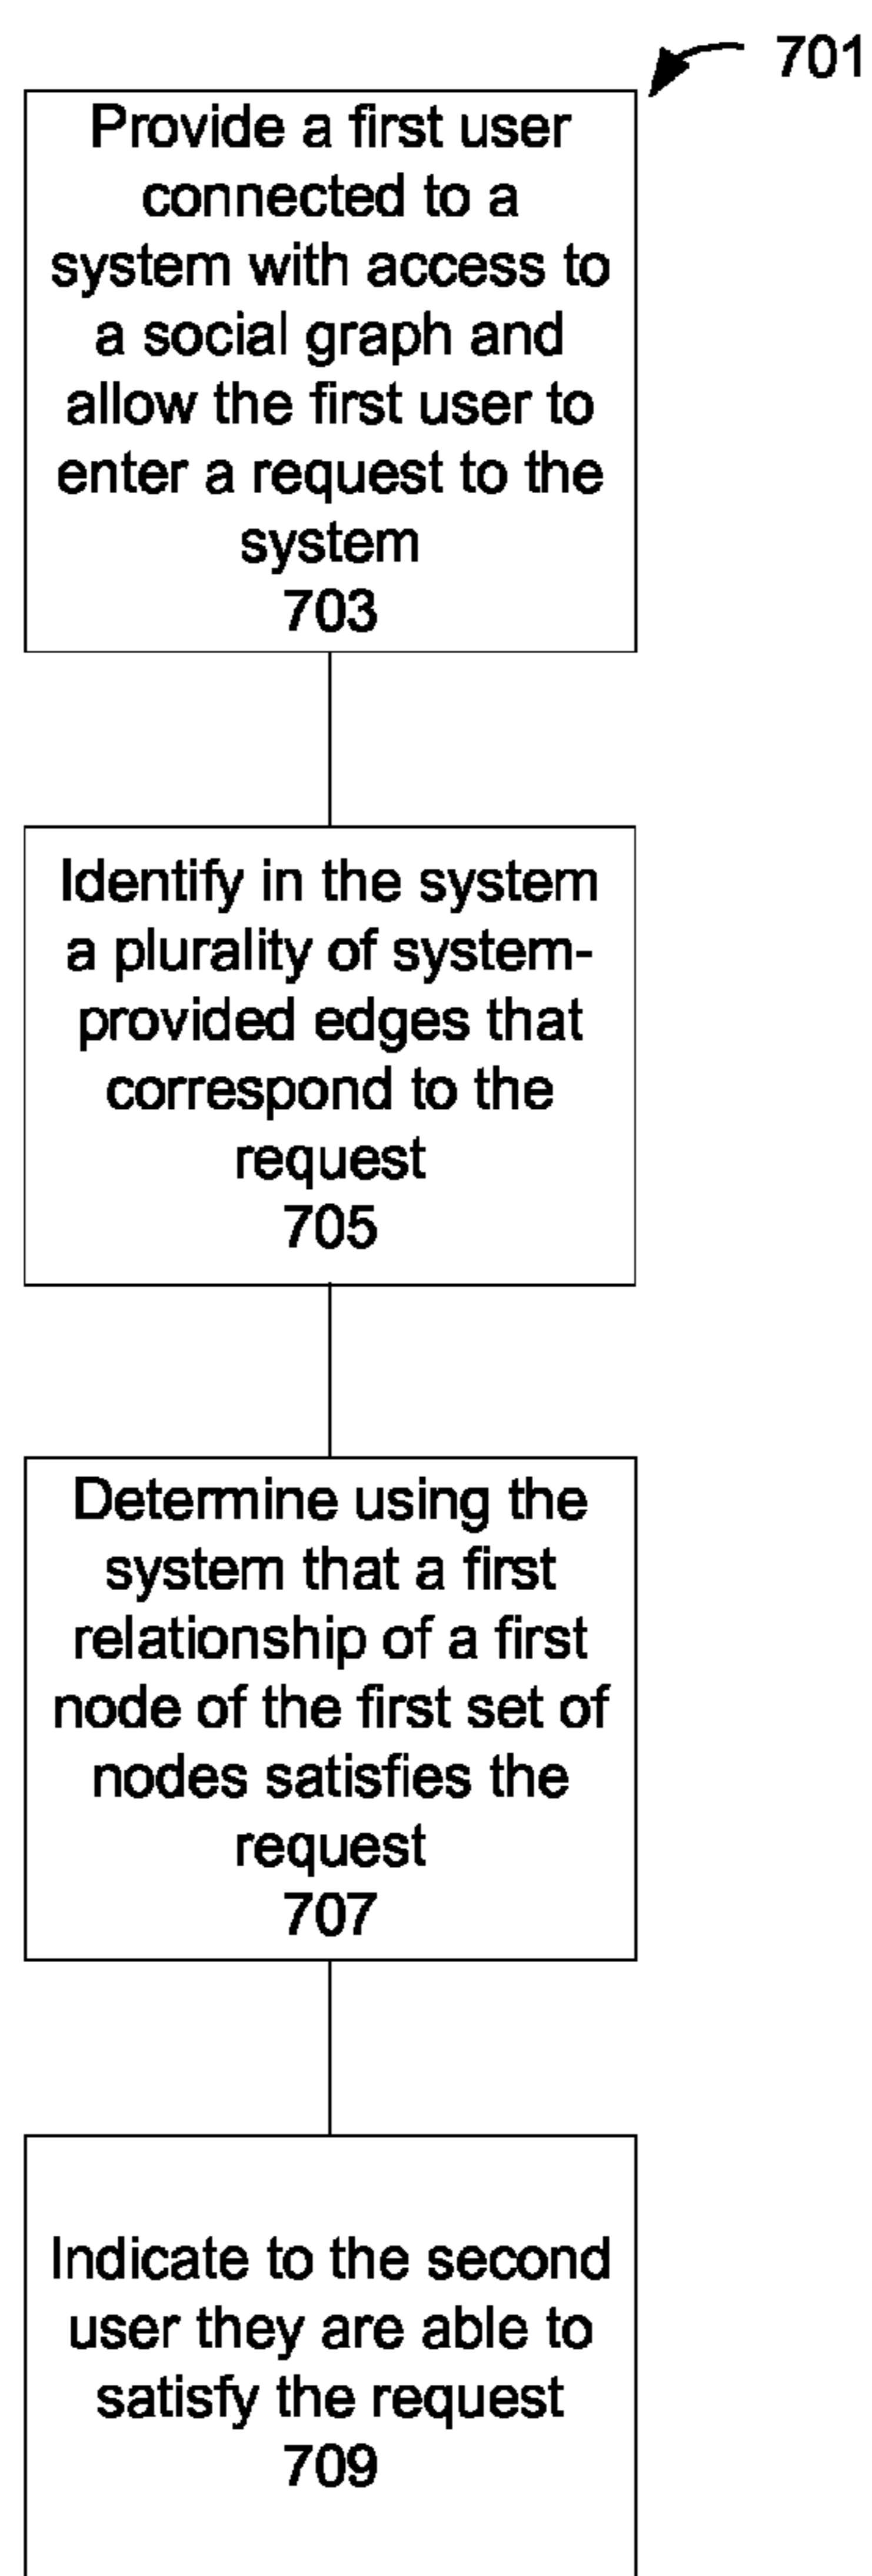 701
Provide a first user
connected to a
system with access to
a social graph and
allow the first user to
enter a request to the
system
703
Identify in the system
a plurality of system-
provided edges that
correspond to the
request
705
Determine using the
system that a first
relationship of a first
node of the first set of
nodes satisfies the
request
707
Indicate to the second
user they are able to
satisfy the request
709